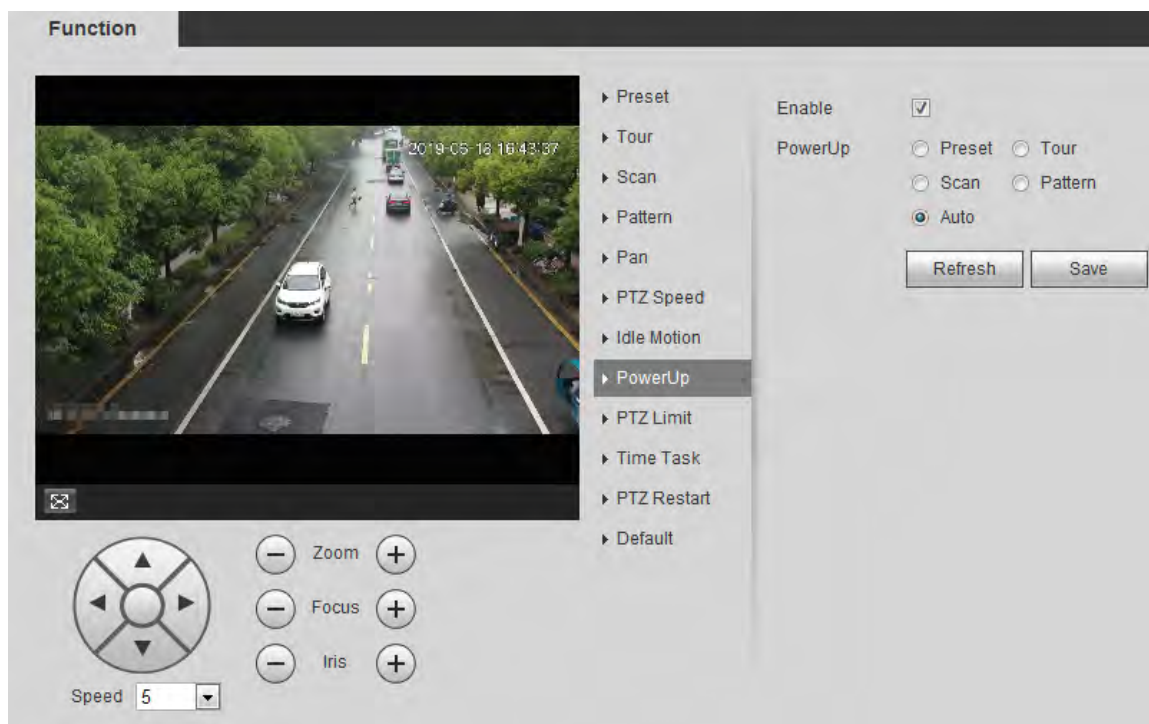 Function
2019-05-18 16:43:37
Preset
Tour
Scan
Pattern
Pan
PTZ Speed
Idle Motion
PowerUp
PTZ Limit
Time Task
PTZ Restart
Default
Enable
PowerUp
Preset Tour
Scan Pattern
Auto
Refresh Save
Zoom
Focus
Iris
Speed 5